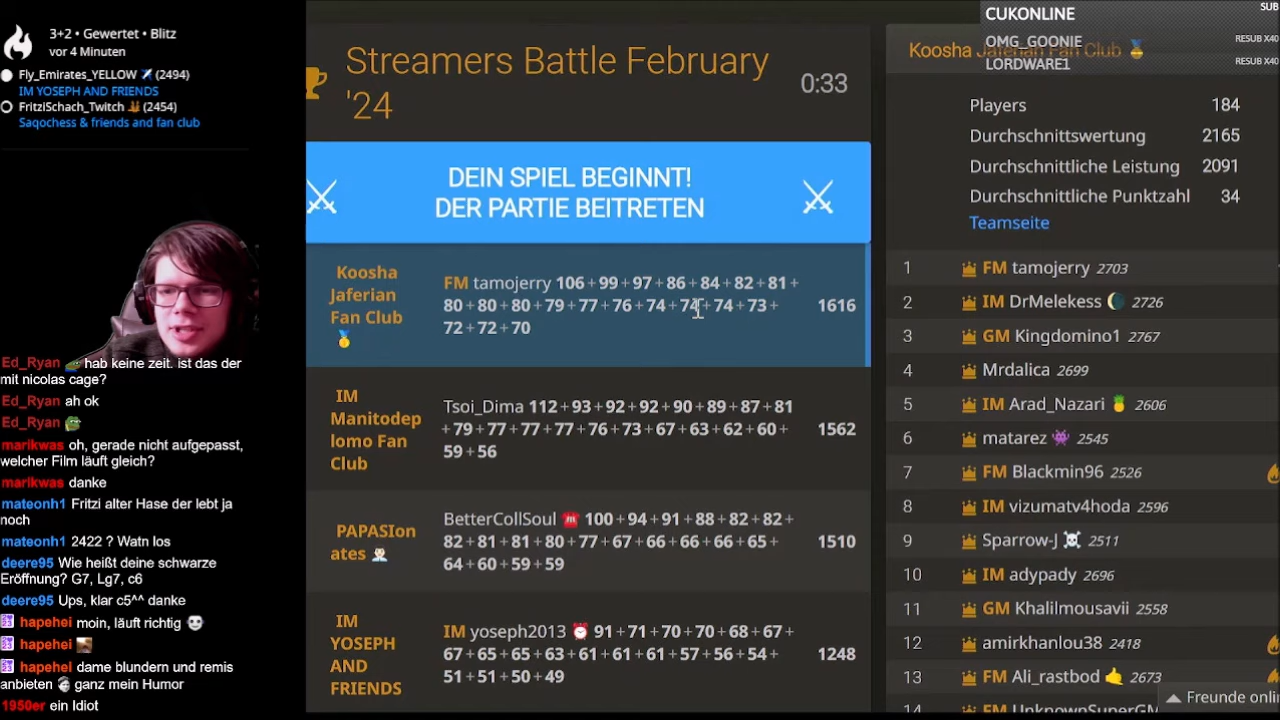 3+2 • Gewertet • Blitz
vor 4 Minuten
Fly_Emirates_YELLOW (2494)
IM YOSEPH AND FRIENDS
FritziSchach_Twitch (2454)
Saqochess & friends and fan club
Ed_Ryan hab keine zeit. ist das der
mit nicolas cage?
Ed_Ryan ah ok
Ed_Ryan
marikwas oh, gerade nicht aufgepasst,
welcher Film läuft gleich?
marikwas danke
mateonh1 Fritzi alter Hase der lebt ja
noch
mateonh1 2422 ? Watn los
deere95 Wie heißt deine schwarze
Eröffnung? G7, Lg7, c6
deere95 Ups, klar c5^^ danke
hapehei moin, läuft richtig
hapehei
hapehei dame blundern und remis
anbieten ganz mein Humor
1950er ein Idiot
Streamers Battle February
'24
0:33
DEIN SPIEL BEGINNT!
DER PARTIE BEITRETEN
Koosha
Jaferian
Fan Club
FM tamojerry 106+99+97+86+84+82+81+
80+80+80+79+77+76+74+74+74+73+
72+72+70
1616
IM
Manitodep
lomo Fan
Club
Tsoi_Dima 112+93+92+92+90+89+87+81
+79+77+77+77+76+73+67+63+62+60+
59+56
1562
PAPASIon
ates
BetterCollSoul 100+94+91+88+82+82+
82+81+81+80+77+67+66+66+66+65+
64+60+59+59
1510
IM
YOSEPH
AND
FRIENDS
IM yoseph2013 91+71+70+70+68+67+
67+65+65+63+61+61+61+57+56+54+
51+51+50+49
1248
CUKONLINE SUB
OMG_GOONIE RESUB X40
LORDWARE1 RESUB X40
Koosha Jaferian Fan Club
Players 184
Durchschnittswertung 2165
Durchschnittliche Leistung 2091
Durchschnittliche Punktzahl 34
Teamseite
1 FM tamojerry 2703
2 IM DrMelekess 2726
3 GM Kingdomino1 2767
4 Mrdalica 2699
5 IM Arad_Nazari 2606
6 matarez 2545
7 FM Blackmin96 2526
8 IM vizumatv4hoda 2596
9 Sparrow-J 2511
10 IM adypady 2696
11 GM Khalilmousavii 2558
12 amirkhanlou38 2418
13 FM Ali_rastbod 2673
14 FM UnknownSuperGM
Freunde onli